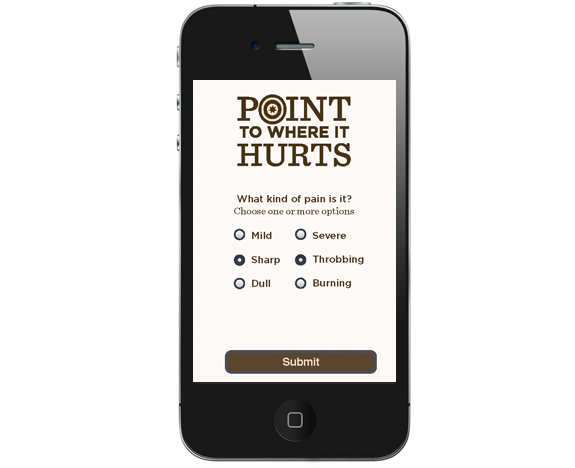 POINT
TO WHERE IT
HURTS
What kind of pain is it?
Choose one or more options
Mild Severe
Sharp Throbbing
Dull Burning
Submit